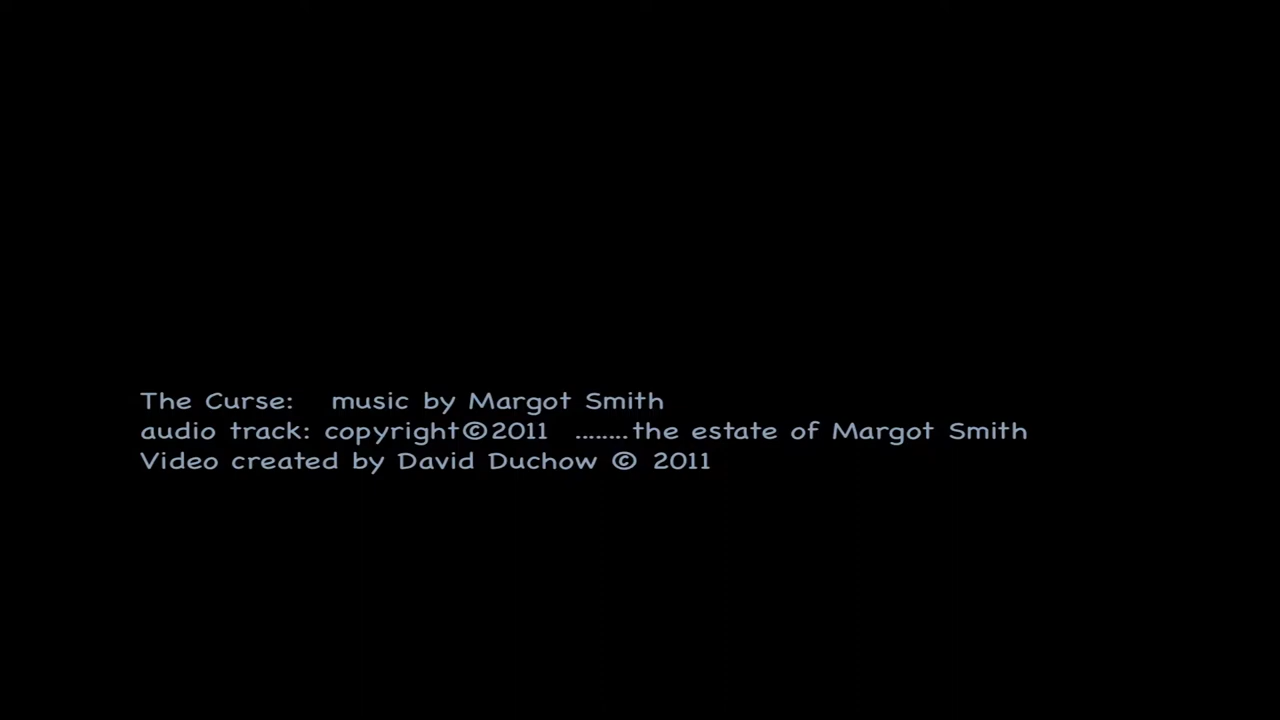 The Curse: music by Margot Smith
audio track: copyright©2011 ........the estate of Margot Smith
Video created by David Duchow © 2011